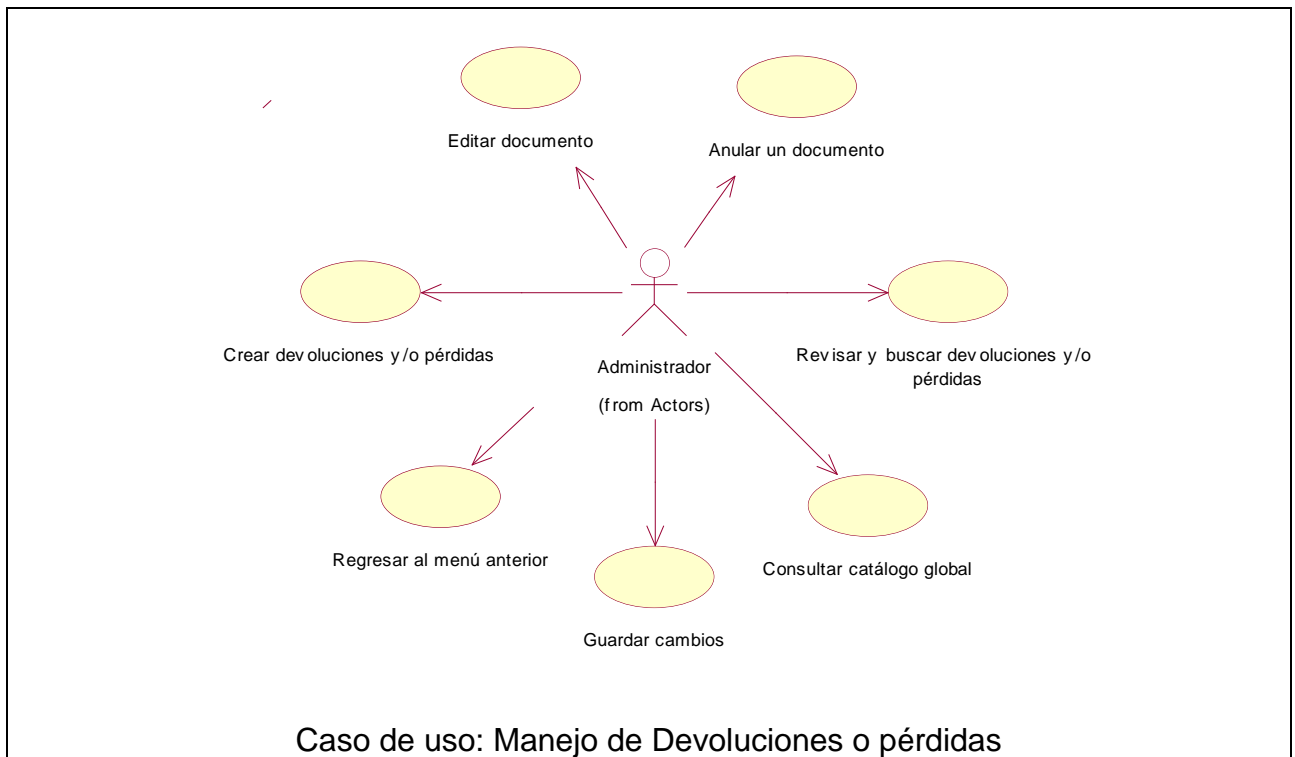 Editar documento
Anular un documento
Crear devoluciones y/o pérdidas
Revisar y buscar devoluciones y/o
pérdidas
Administrador
(from Actors)
Regresar al menú anterior
Consultar catálogo global
Guardar cambios
Caso de uso: Manejo de Devoluciones o pérdidas